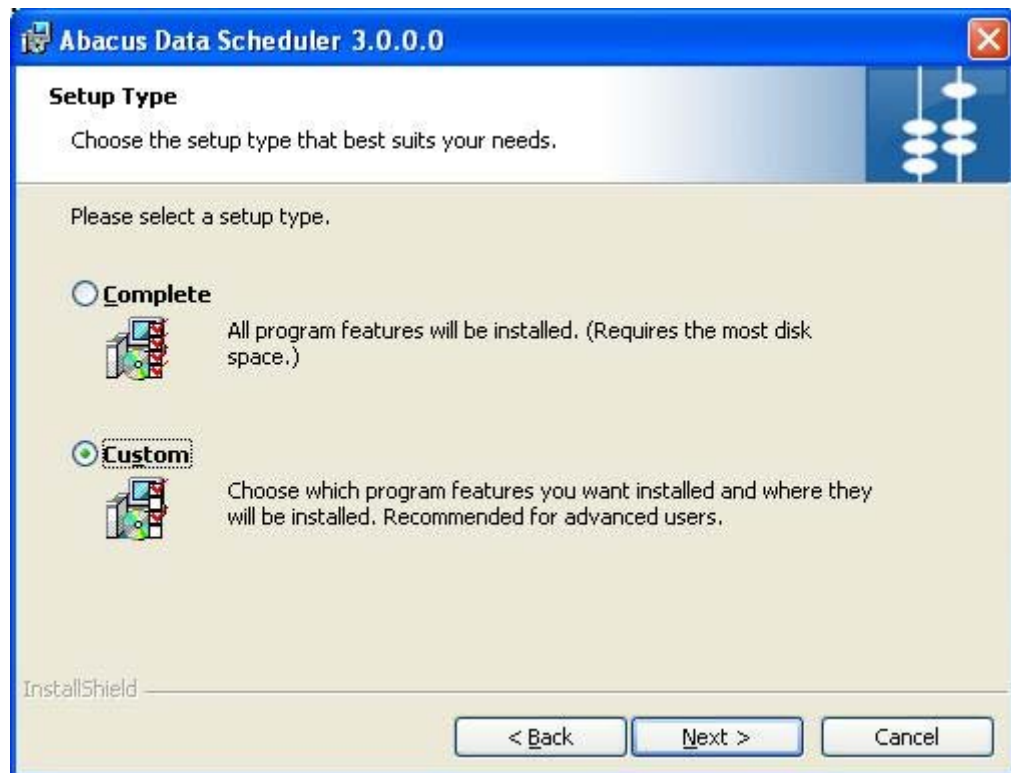 Abacus Data Scheduler 3.0.0.0
Setup Type
Choose the setup type that best suits your needs.
Please select a setup type.
Complete
All program features will be installed. (Requires the most disk
space.)
Custom
Choose which program features you want installed and where they
will be installed. Recommended for advanced users.
InstallShield
< Back Next > Cancel